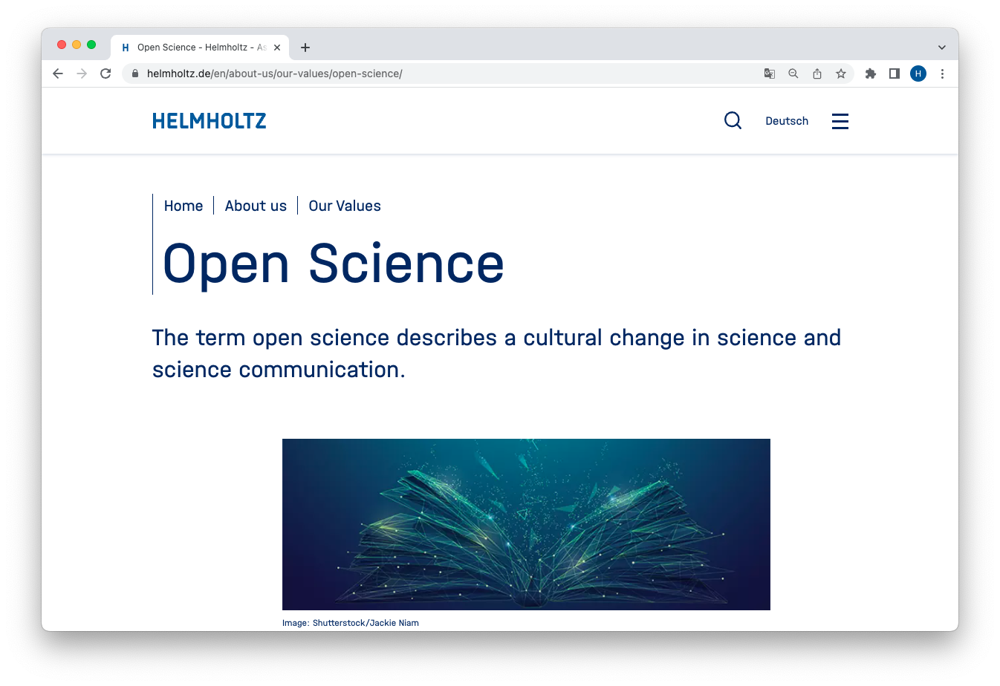 Open Science - Helmholtz - As
helmholtz.de/en/about-us/our-values/open-science/
H
HELMHOLTZ
Deutsch
Home About us Our Values
Open Science
The term open science describes a cultural change in science and
science communication.
Image: Shutterstock/Jackie Niam